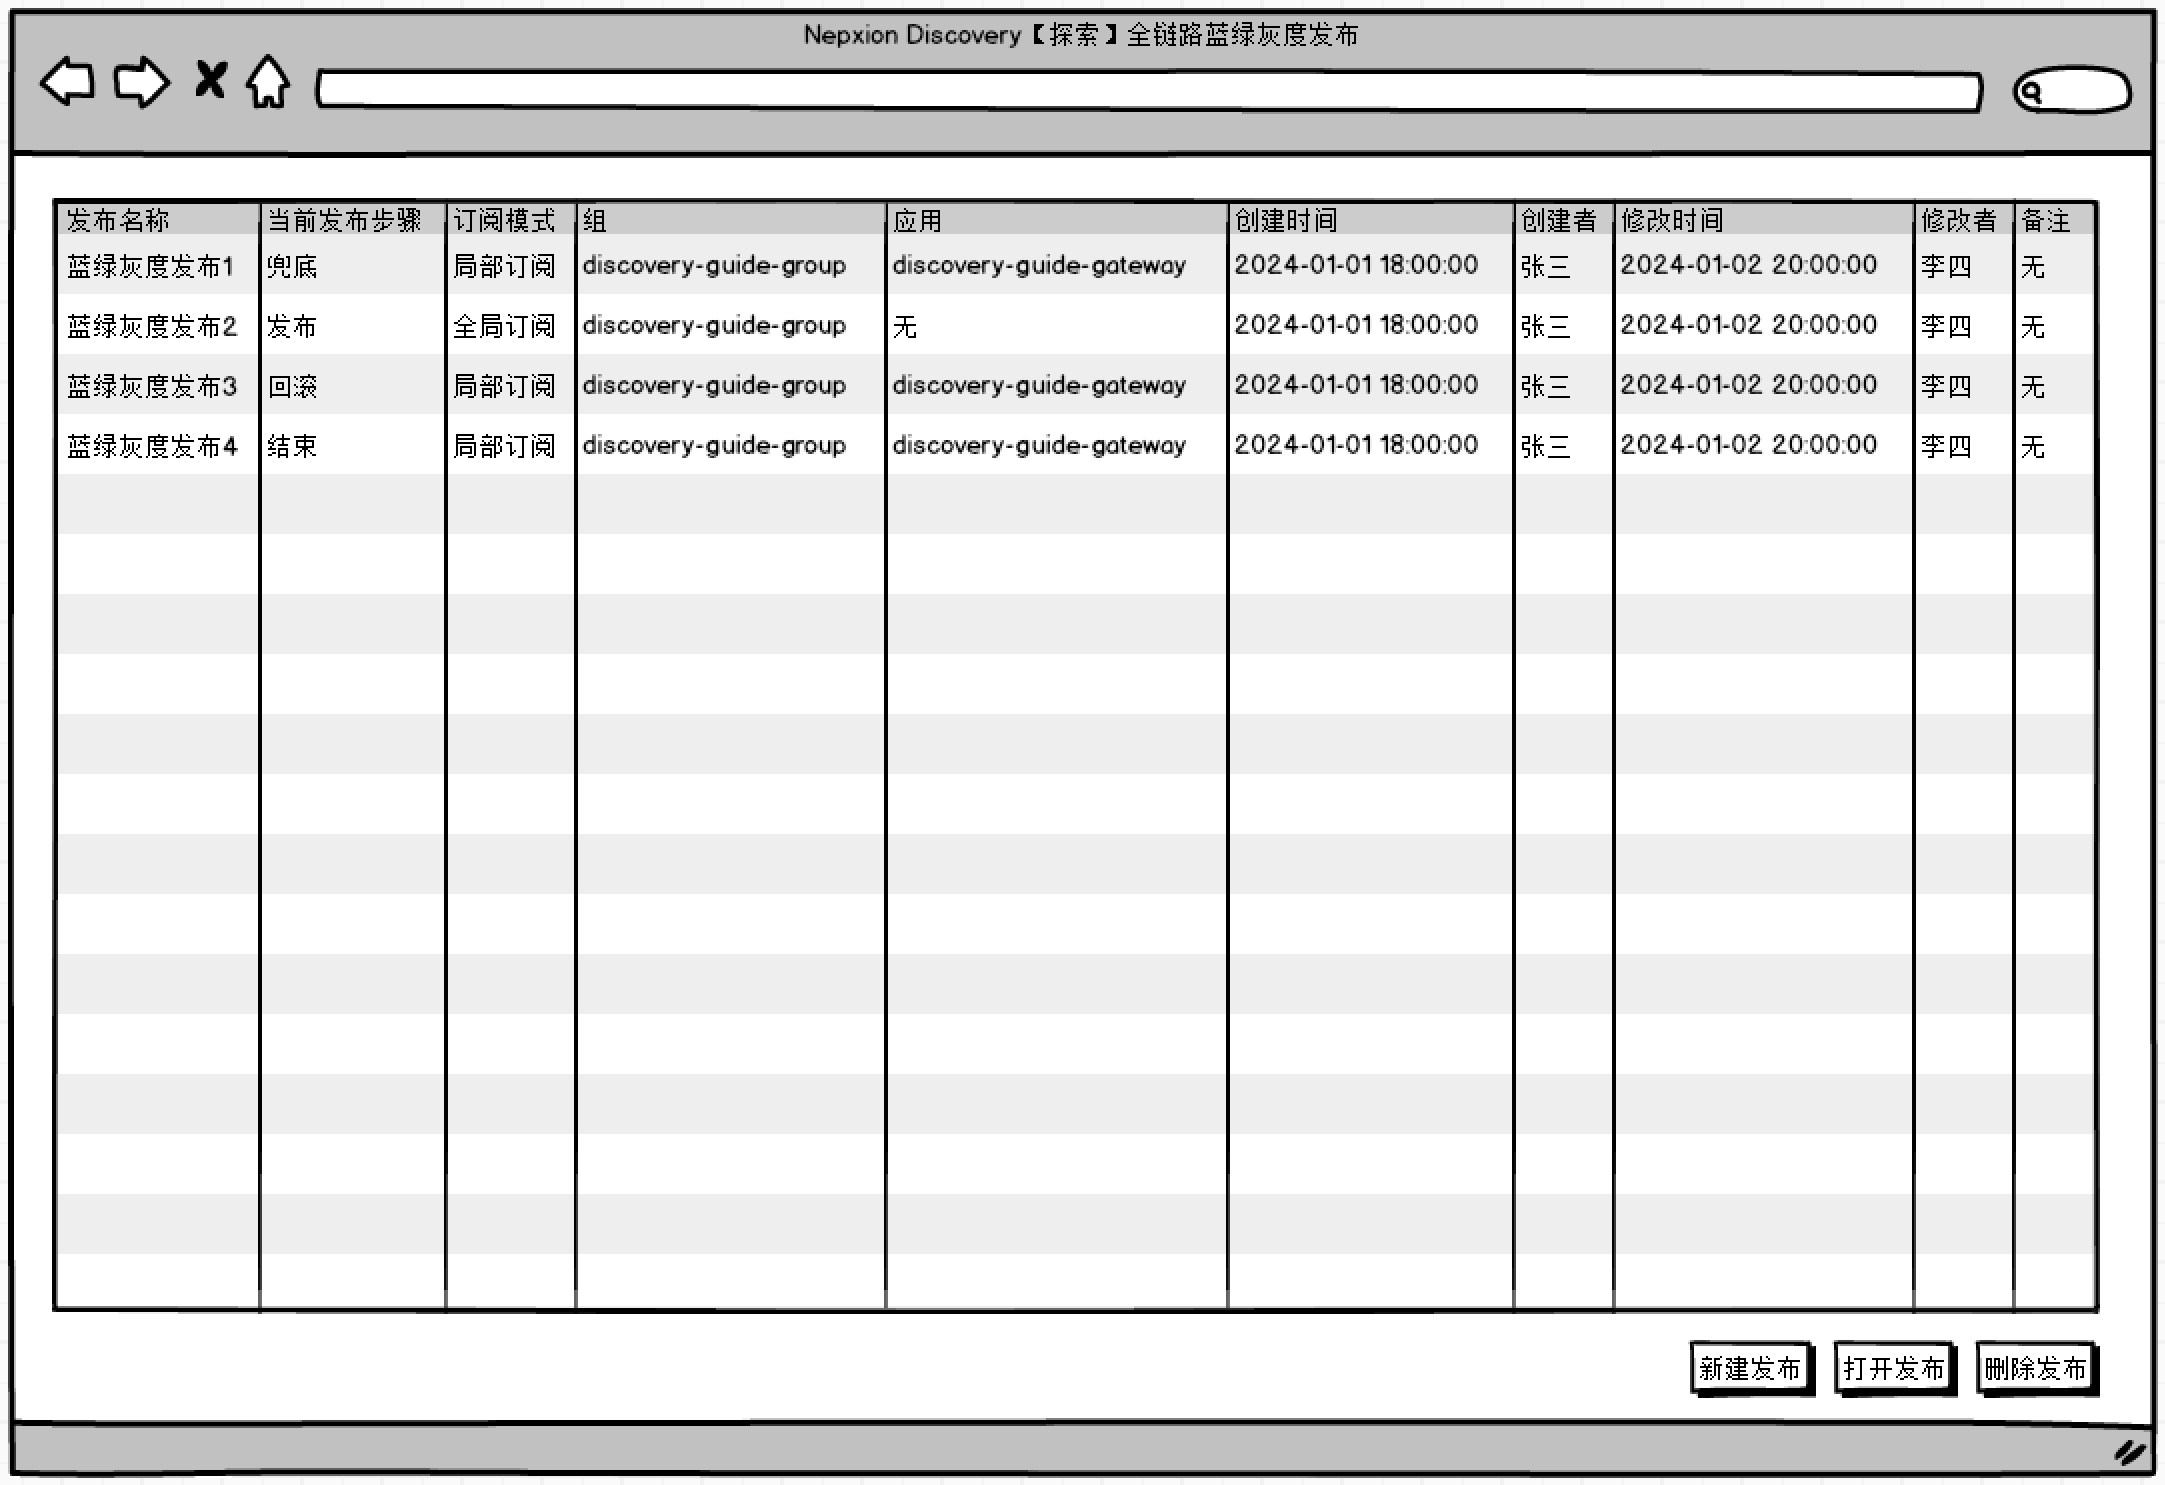 Nepxion Discovery【探索】全链路蓝绿灰度发布
发布名称 当前发布步骤 订阅模式 组 应用 创建时间 创建者 修改时间 修改者 备注
蓝绿灰度发布1 兜底 局部订阅 discovery-guide-group discovery-guide-gateway 2024-01-01 18:00:00 张三 2024-01-02 20:00:00 李四 无
蓝绿灰度发布2 发布 全局订阅 discovery-guide-group 无 2024-01-01 18:00:00 张三 2024-01-02 20:00:00 李四 无
蓝绿灰度发布3 回滚 局部订阅 discovery-guide-group discovery-guide-gateway 2024-01-01 18:00:00 张三 2024-01-02 20:00:00 李四 无
蓝绿灰度发布4 结束 局部订阅 discovery-guide-group discovery-guide-gateway 2024-01-01 18:00:00 张三 2024-01-02 20:00:00 李四 无
新建发布 打开发布 删除发布